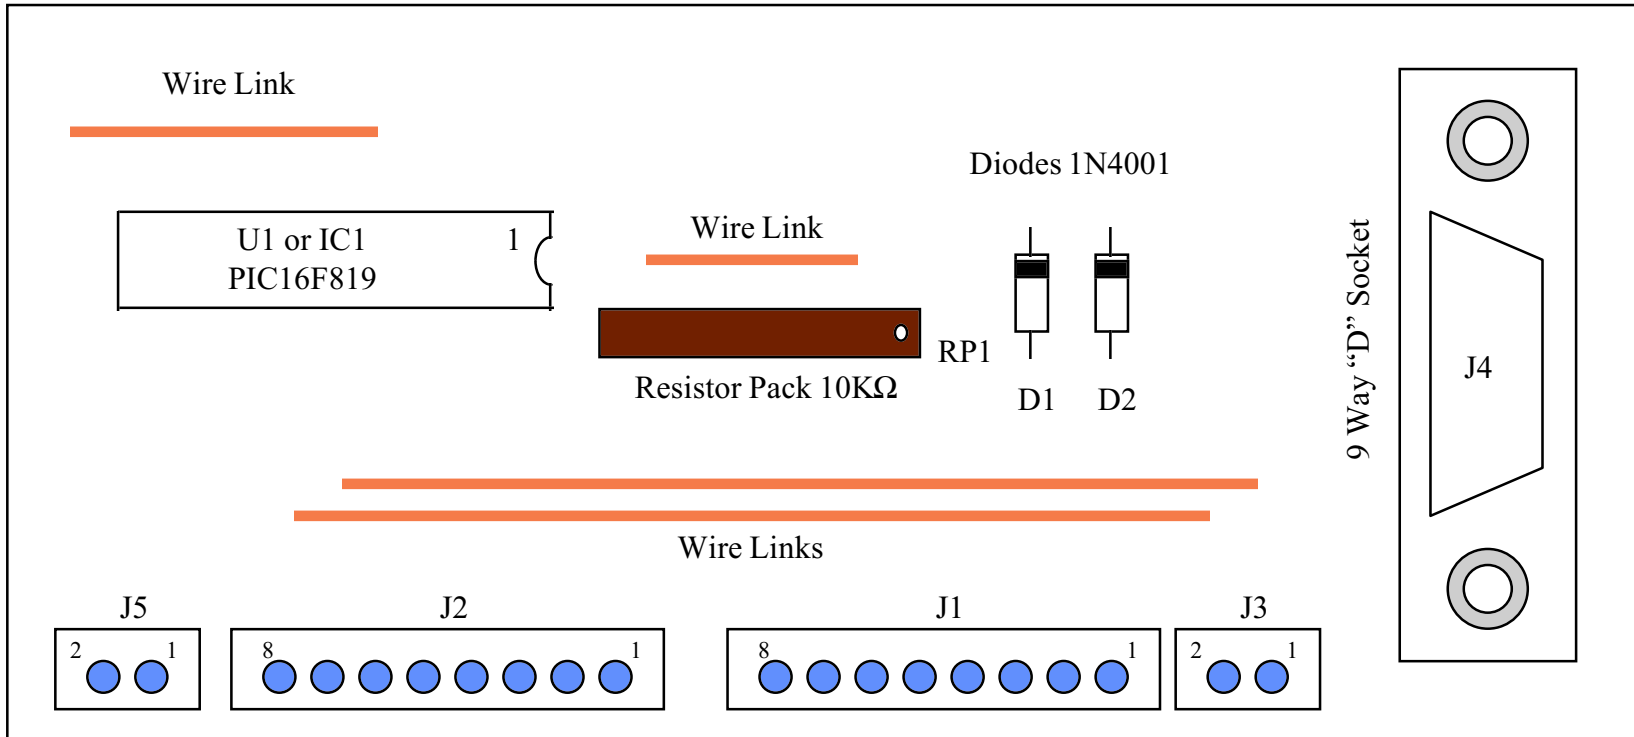 Wire Link
Diodes 1N4001
U1 or IC1 1
PIC16F819
Wire Link
RP1
Resistor Pack 10KΩ
D1 D2
9 Way “D” Socket
J4
Wire Links
J5 J2 J1 J3
2 1 8 1 8 1 2 1